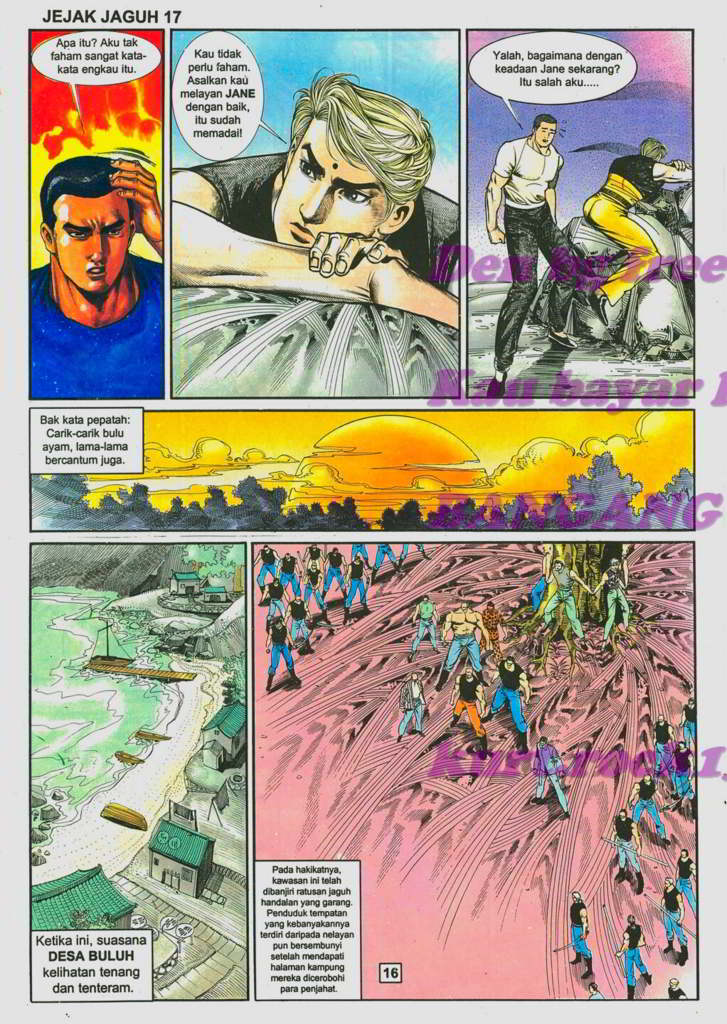 JEJAK JAGUH 17
Apa itu? Aku tak
faham sangat kata-
kata engkau itu.
Kau tidak
perlu faham.
Asalkan kau
melayan JANE
dengan baik,
itu sudah
memadai!
Yalah, bagaimana dengan
keadaan Jane sekarang?
Itu salah aku.....
Bak kata pepatah:
Carik-carik bulu
ayam, lama-lama
bercantum juga.
Ketika ini, suasana
DESA BULUH
kelihatan tenang
dan tenteram.
Pada hakikatnya,
kawasan ini telah
dibanjiri ratusan jaguh
handalan yang garang.
Penduduk tempatan
yang kebanyakannya
terdiri daripada nelayan
pun bersembunyi
setelah mendapati
halaman kampung
mereka dicerobohi
para penjahat.
16
Kau bayar